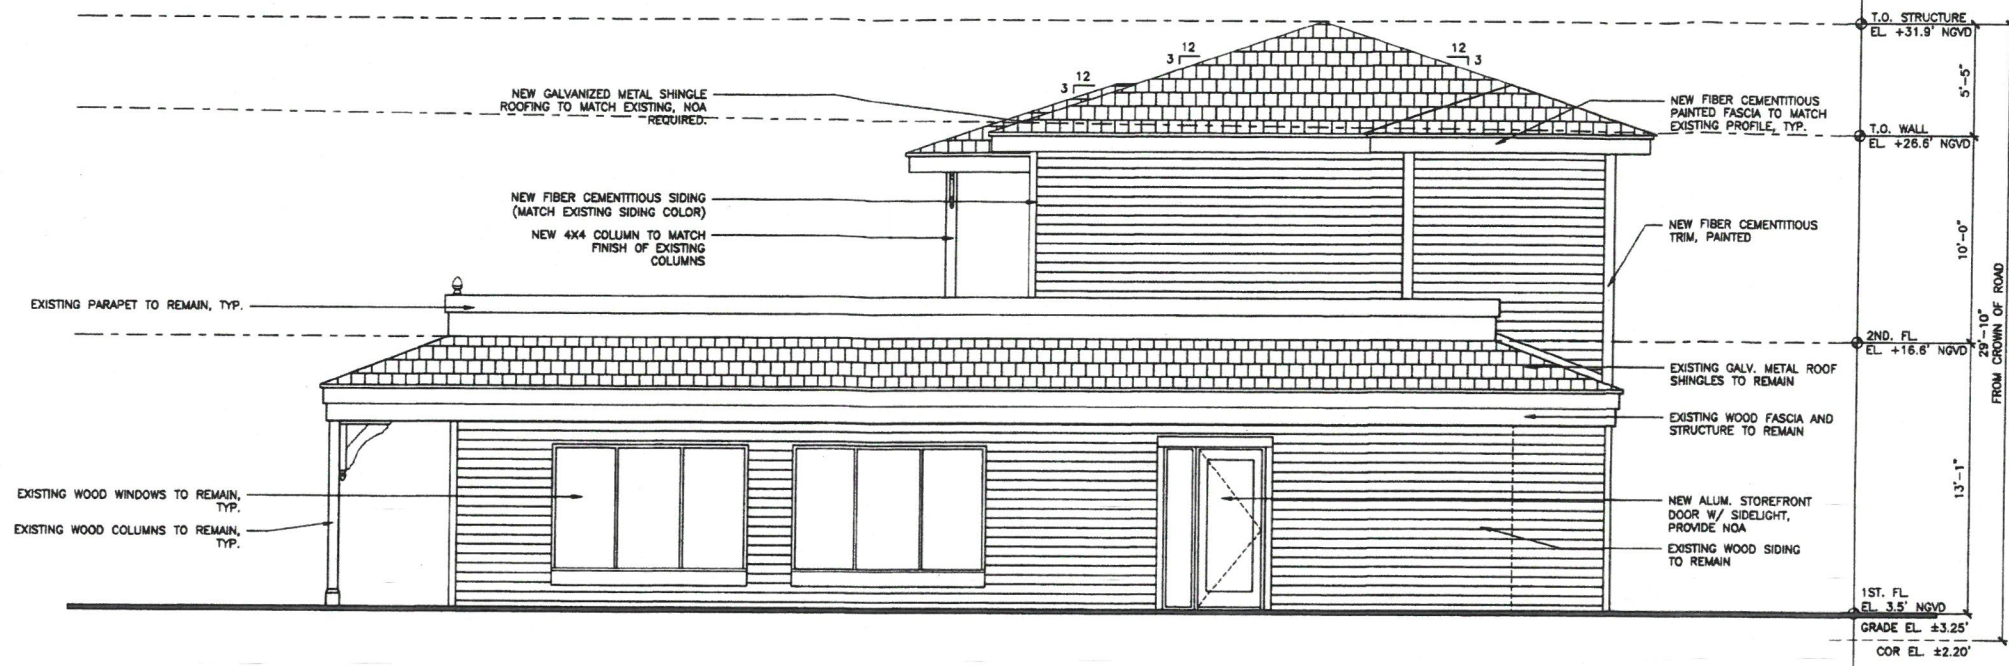 T.O. STRUCTURE
EL. +31.9' NGVD
12
3
12
3
12
3
5'-5"
NEW GALVANIZED METAL SHINGLE
ROOFING TO MATCH EXISTING, NOA
REQUIRED.
NEW FIBER CEMENTITIOUS
PAINTED FASCIA TO MATCH
EXISTING PROFILE, TYP.
T.O. WALL
EL. +26.6' NGVD
NEW FIBER CEMENTITIOUS SIDING
(MATCH EXISTING SIDING COLOR)
NEW 4X4 COLUMN TO MATCH
FINISH OF EXISTING
COLUMNS
NEW FIBER CEMENTITIOUS
TRIM, PAINTED
10'-0"
EXISTING PARAPET TO REMAIN, TYP.
2ND. FL
EL. +16.6' NGVD
29'-10"
FROM CROWN OF ROAD
EXISTING GALV. METAL ROOF
SHINGLES TO REMAIN
EXISTING WOOD FASCIA AND
STRUCTURE TO REMAIN
13'-1"
EXISTING WOOD WINDOWS TO REMAIN,
TYP.
EXISTING WOOD COLUMNS TO REMAIN,
TYP.
NEW ALUM. STOREFRONT
DOOR W/ SIDELIGHT,
PROVIDE NOA
EXISTING WOOD SIDING
TO REMAIN
1ST. FL
EL. 3.5' NGVD
GRADE EL. ±3.25'
COR EL. ±2.20'